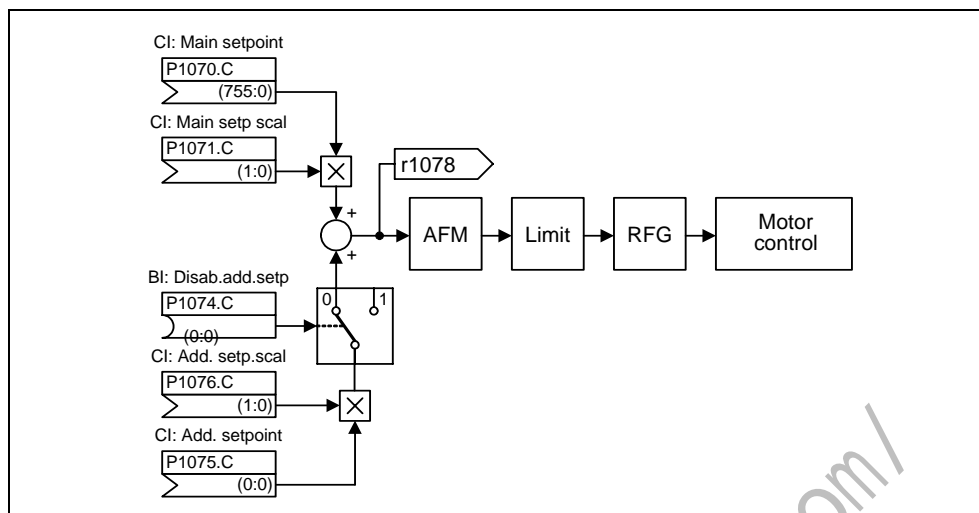 CI: Main setpoint
P1070.C
(755:0)
CI: Main setp scal
P1071.C
(1:0)
r1078
+
+
AFM
Limit
RFG
Motor
control
BI: Disab.add.setp
P1074.C
(0:0)
0
1
CI: Add. setp.scal
P1076.C
(1:0)
CI: Add. setpoint
P1075.C
(0:0)
om/